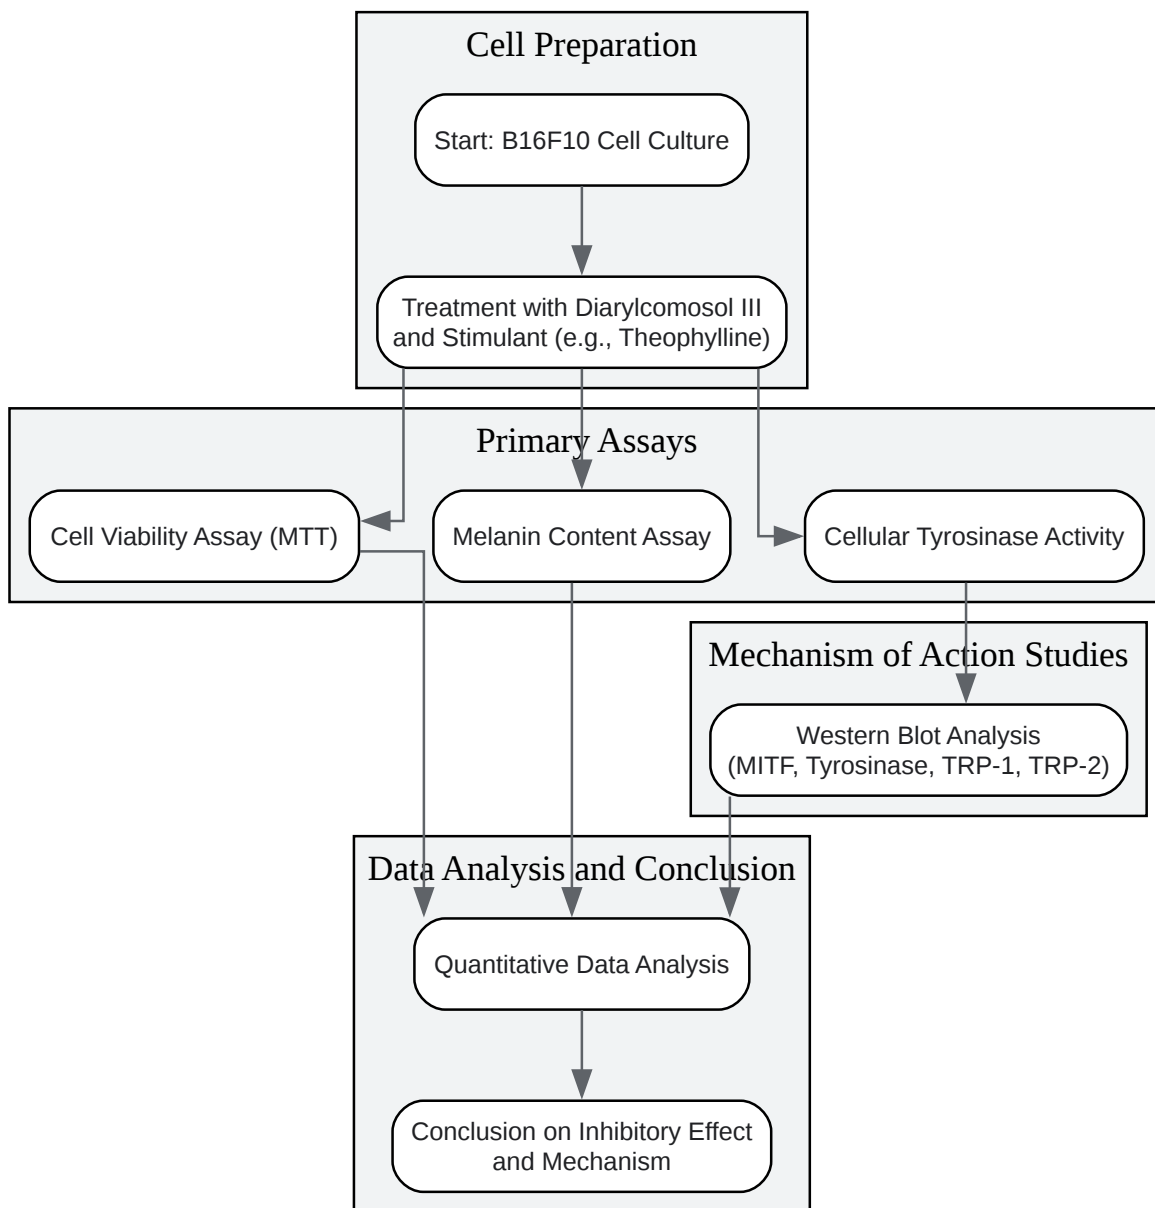 Cell Preparation
Start: B16F10 Cell Culture
Treatment with Diarylcomosol III
and Stimulant (e.g., Theophylline)
Primary Assays
Cell Viability Assay (MTT)
Melanin Content Assay
Cellular Tyrosinase Activity
Mechanism of Action Studies
Western Blot Analysis
(MITF, Tyrosinase, TRP-1, TRP-2)
Data Analysis and Conclusion
Quantitative Data Analysis
Conclusion on Inhibitory Effect
and Mechanism